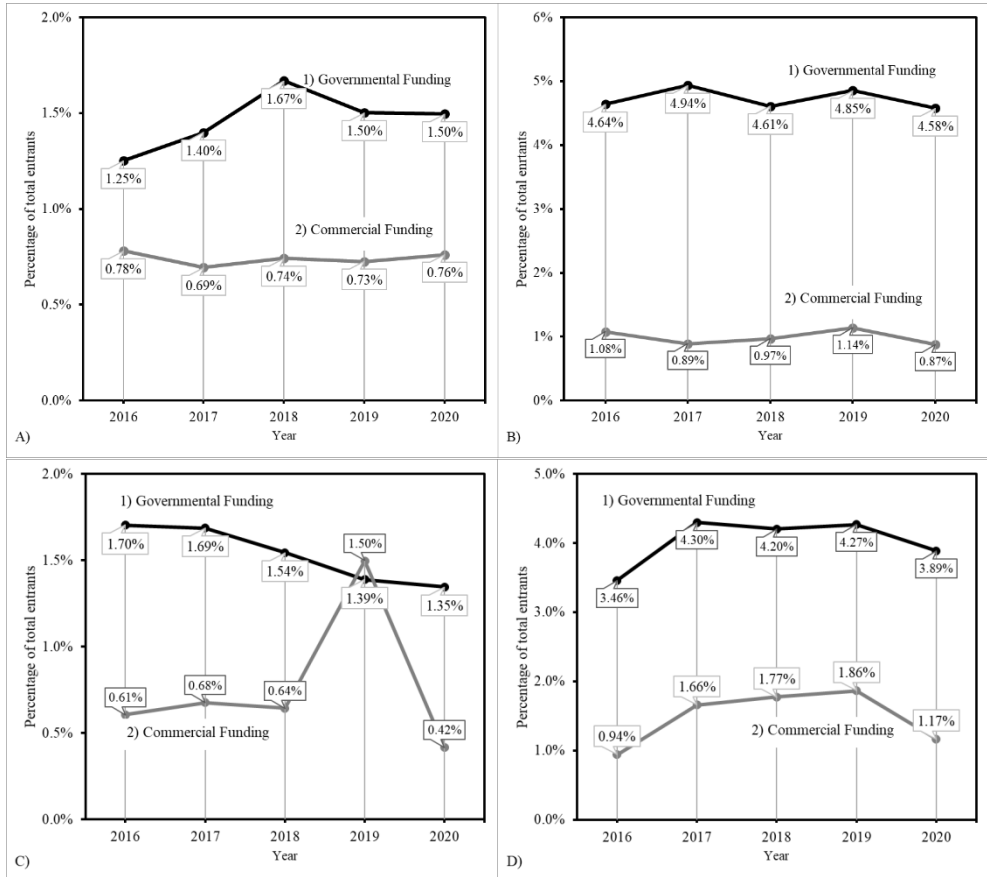 2.0%
1.5%
1.0%
0.5%
0.0%
Percentage of total entrants
1) Governmental Funding
1.25%
1.40%
1.67%
1.50%
1.50%
2) Commercial Funding
0.78%
0.69%
0.74%
0.73%
0.76%
2016 2017 2018 2019 2020
Year
A)
6%
5%
4%
3%
2%
1%
0%
Percentage of total entrants
1) Governmental Funding
4.64%
4.94%
4.61%
4.85%
4.58%
2) Commercial Funding
1.08%
0.89%
0.97%
1.14%
0.87%
2016 2017 2018 2019 2020
Year
B)
2.0%
1.5%
1.0%
0.5%
0.0%
Percentage of total entrants
1) Governmental Funding
1.70%
1.69%
1.54%
1.39%
1.35%
0.61%
0.68%
0.64%
1.50%
0.42%
2) Commercial Funding
2016 2017 2018 2019 2020
Year
C)
5.0%
4.0%
3.0%
2.0%
1.0%
0.0%
Percentage of total entrants
1) Governmental Funding
3.46%
4.30%
4.20%
4.27%
3.89%
0.94%
1.66%
1.77%
1.86%
1.17%
2) Commercial Funding
2016 2017 2018 2019 2020
Year
D)